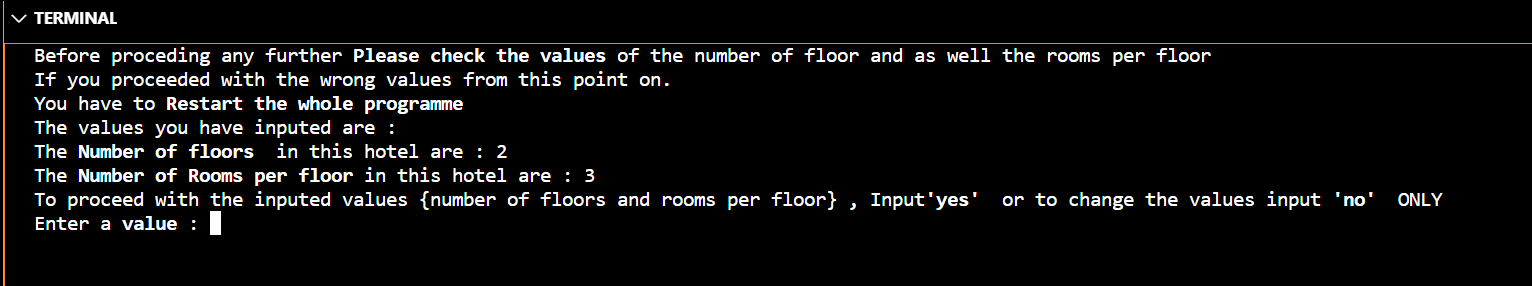 TERMINAL
Before proceding any further Please check the values of the number of floor and as well the rooms per floor
If you proceeded with the wrong values from this point on.
You have to Restart the whole programme
The values you have inputed are :
The Number of floors  in this hotel are : 2
The Number of Rooms per floor in this hotel are : 3
To proceed with the inputed values {number of floors and rooms per floor} , Input'yes'  or to change the values input 'no'  ONLY
Enter a value :